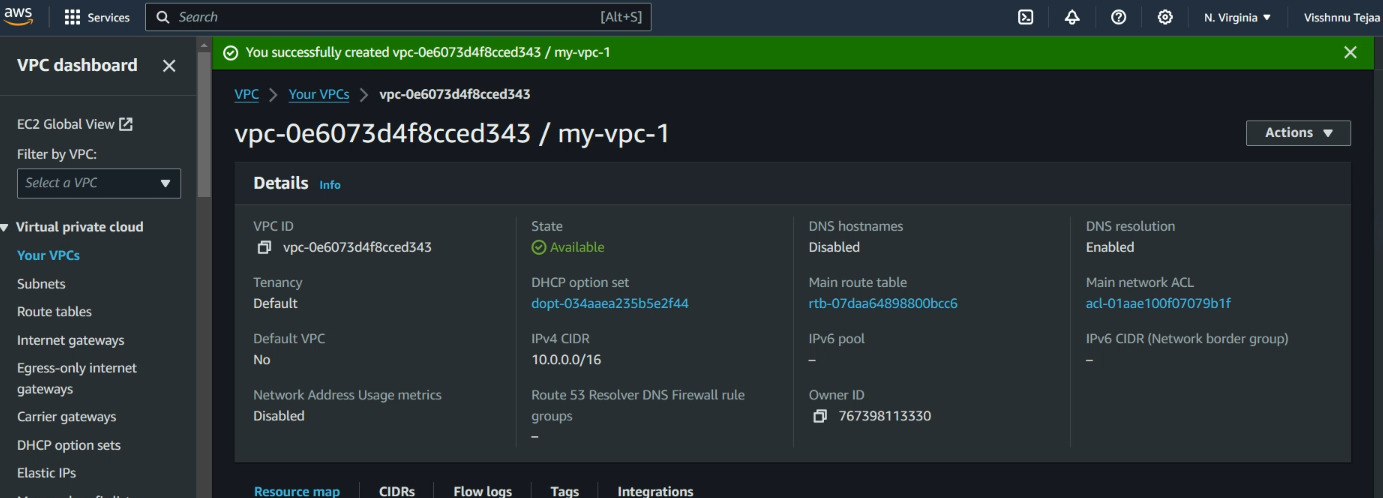 aws Services Search [Alt+S] N. Virginia Visshnnu Tejaa
VPC dashboard
EC2 Global View
Filter by VPC:
Select a VPC
Virtual private cloud
Your VPCs
Subnets
Route tables
Internet gateways
Egress-only internet
gateways
Carrier gateways
DHCP option sets
Elastic IPs
You successfully created vpc-0e6073d4f8cced343 / my-vpc-1
VPC Your VPCs vpc-0e6073d4f8cced343
vpc-0e6073d4f8cced343 / my-vpc-1
Actions
Details Info
VPC ID
vpc-0e6073d4f8cced343
State
Available
DNS hostnames
Disabled
DNS resolution
Enabled
Tenancy
Default
DHCP option set
dopt-034aaea235b5e2f44
Main route table
rtb-07daa64898800bcc6
Main network ACL
acl-01aae100f07079b1f
Default VPC
No
IPv4 CIDR
10.0.0.0/16
IPv6 pool
–
IPv6 CIDR (Network border group)
–
Network Address Usage metrics
Disabled
Route 53 Resolver DNS Firewall rule
groups
–
Owner ID
767398113330
Resource map CIDRs Flow logs Tags Integrations